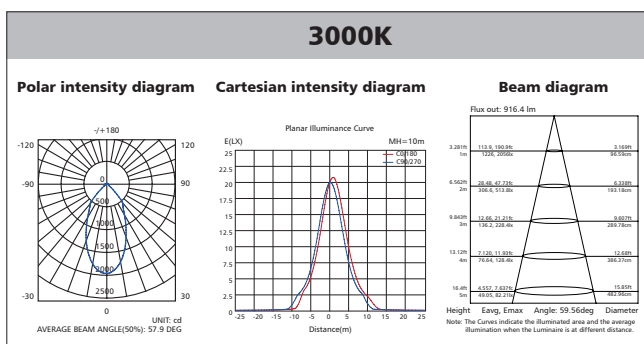 3000K
Polar intensity diagram
Cartesian intensity diagram
Beam diagram
-/+180
-120
120
-90
90
0
500
1000
1500
2000
2500
-30
30
0
UNIT: cd
AVERAGE BEAM ANGLE(50%): 57.9 DEG
Planar Illuminance Curve
E(LX)
MH=10m
C0/180
C90/270
25
22.5
20
17.5
15
12.5
10
7.5
5
2.5
0
-25 -20 -15 -10 -5 0 5 10 15 20 25
Distance(m)
Flux out: 916.4 lm
3.281ft 113.9, 190.9fc 3.169ft
1m 1226, 2056lx 96.59cm
6.562ft 28.48, 47.73fc 6.338ft
2m 306.6, 513.8lx 193.18cm
9.843ft 12.66, 21.21fc 9.607ft
3m 136.2, 228.4lx 289.78cm
13.12ft 7.120, 11.93fc 12.68ft
4m 76.64, 128.4lx 386.37cm
16.4ft 4.557, 7.637fc 15.85ft
5m 49.05, 82.21lx 482.96cm
Height Eavg, Emax Angle: 59.56deg Diameter
Note: The Curves indicate the illuminated area and the average
illumination when the Luminaire is at different distance.